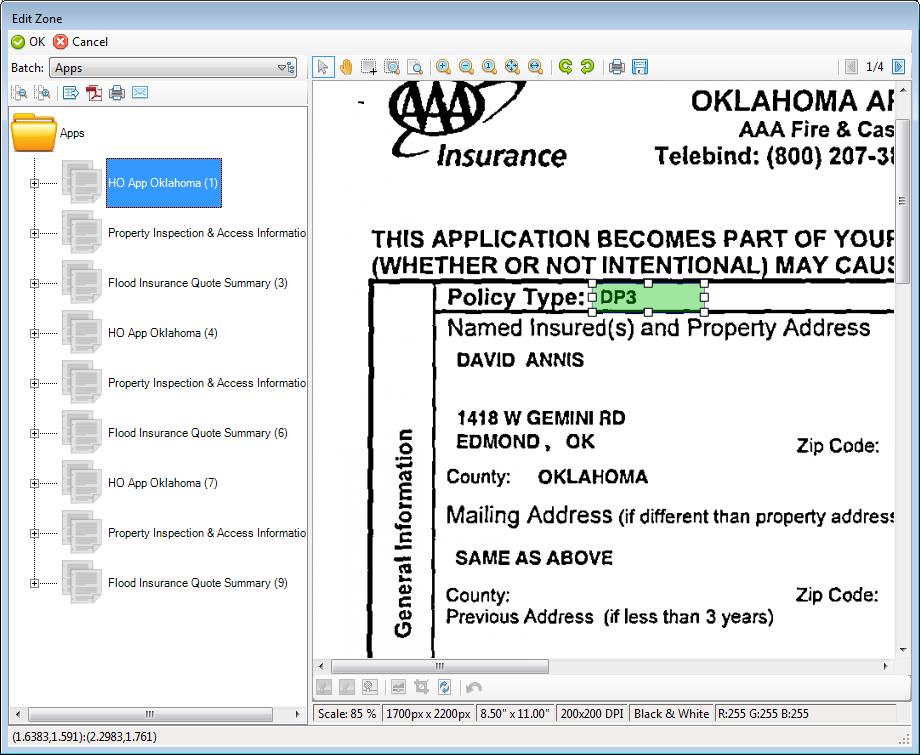 Edit Zone
OK Cancel
Batch: Apps
1/4
Apps
HO App Oklahoma (1)
Property Inspection & Access Informatio
Flood Insurance Quote Summary (3)
HO App Oklahoma (4)
Property Inspection & Access Informatio
Flood Insurance Quote Summary (6)
HO App Oklahoma (7)
Property Inspection & Access Informatio
Flood Insurance Quote Summary (9)
AAA
Insurance
OKLAHOMA AF
AAA Fire & Cas
Telebind: (800) 207-38
THIS APPLICATION BECOMES PART OF YOUR
(WHETHER OR NOT INTENTIONAL) MAY CAUS
General Information
Policy Type: DP3
Named Insured(s) and Property Address
DAVID ANNIS
1418 W GEMINI RD
EDMOND , OK
Zip Code:
County: OKLAHOMA
Mailing Address (if different than property address
SAME AS ABOVE
County:
Zip Code:
Previous Address (if less than 3 years)
Scale: 85 % 1700px x 2200px 8.50" x 11.00" 200x200 DPI Black & White R:255 G:255 B:255
(1.6383,1.591):(2.2983,1.761)